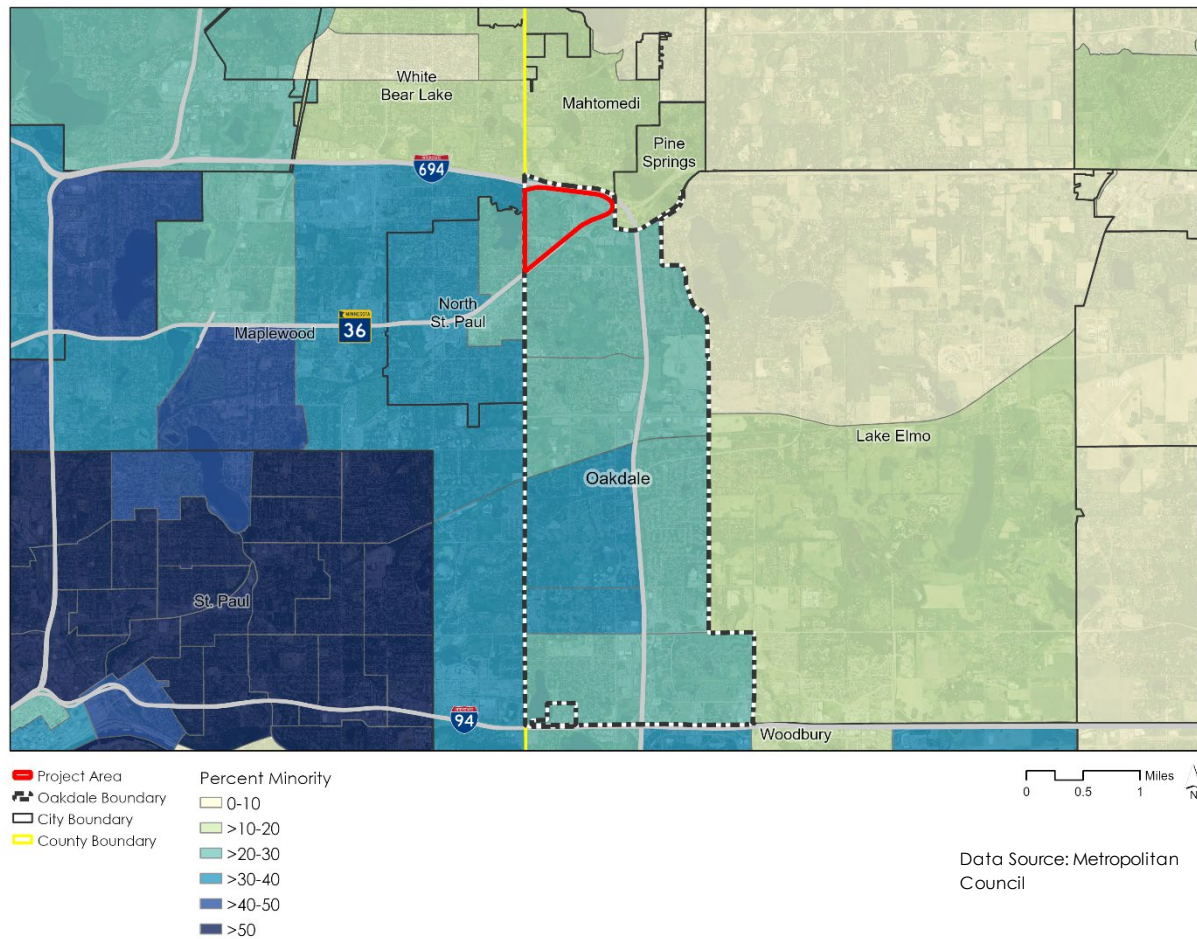 White
Bear Lake
Mahtomedi
Pine
Springs
INTERSTATE
694
North
St. Paul
MINNESOTA
36
Maplewood
Lake Elmo
Oakdale
St. Paul
INTERSTATE
94
Woodbury
Project Area
Oakdale Boundary
City Boundary
County Boundary
Percent Minority
0-10
>10-20
>20-30
>30-40
>40-50
>50
Miles
0 0.5 1
N
Data Source: Metropolitan
Council